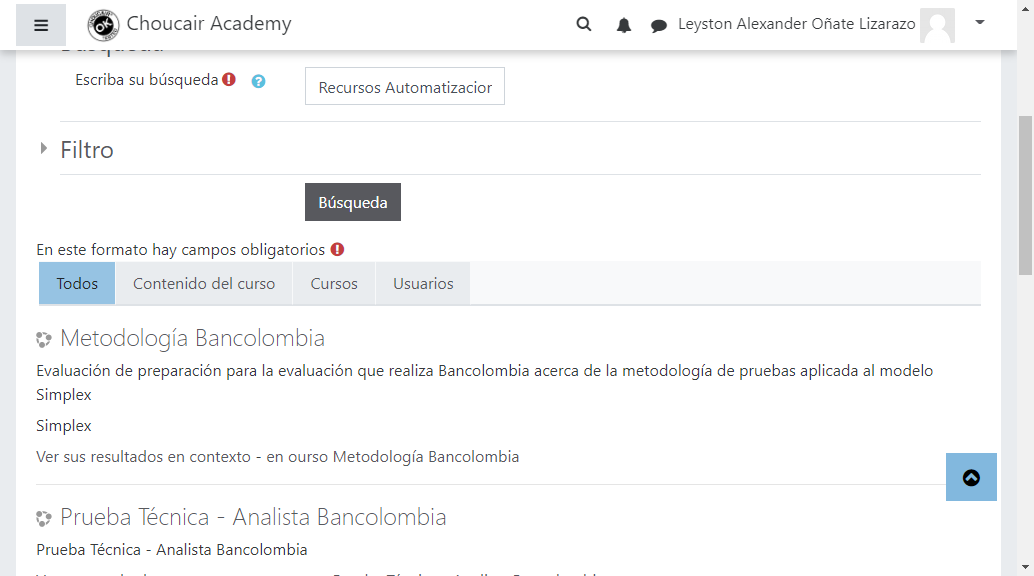 Choucair Academy
Leyston Alexander Oñate Lizarazo
Escriba su búsqueda
Recursos Automatizacior
Filtro
Búsqueda
En este formato hay campos obligatorios
Todos
Contenido del curso
Cursos
Usuarios
Metodología Bancolombia
Evaluación de preparación para la evaluación que realiza Bancolombia acerca de la metodología de pruebas aplicada al modelo
Simplex
Simplex
Ver sus resultados en contexto - en ourso Metodología Bancolombia
Prueba Técnica - Analista Bancolombia
Prueba Técnica - Analista Bancolombia